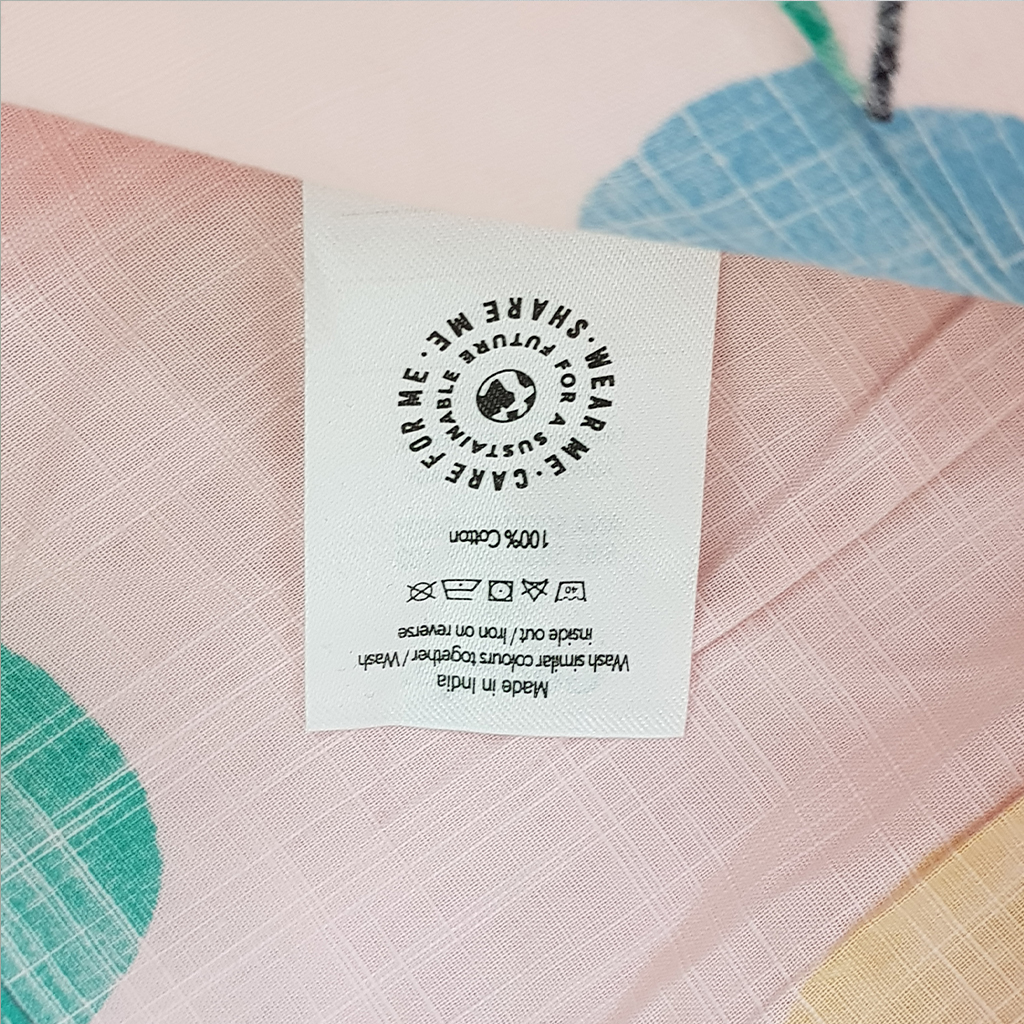 WEAR ME · CARE FOR ME · SHARE ME ·
FOR A SUSTAINABLE FUTURE
100% Cotton
40
Wash similar colours together / Wash
inside out / Iron on reverse
Made in India